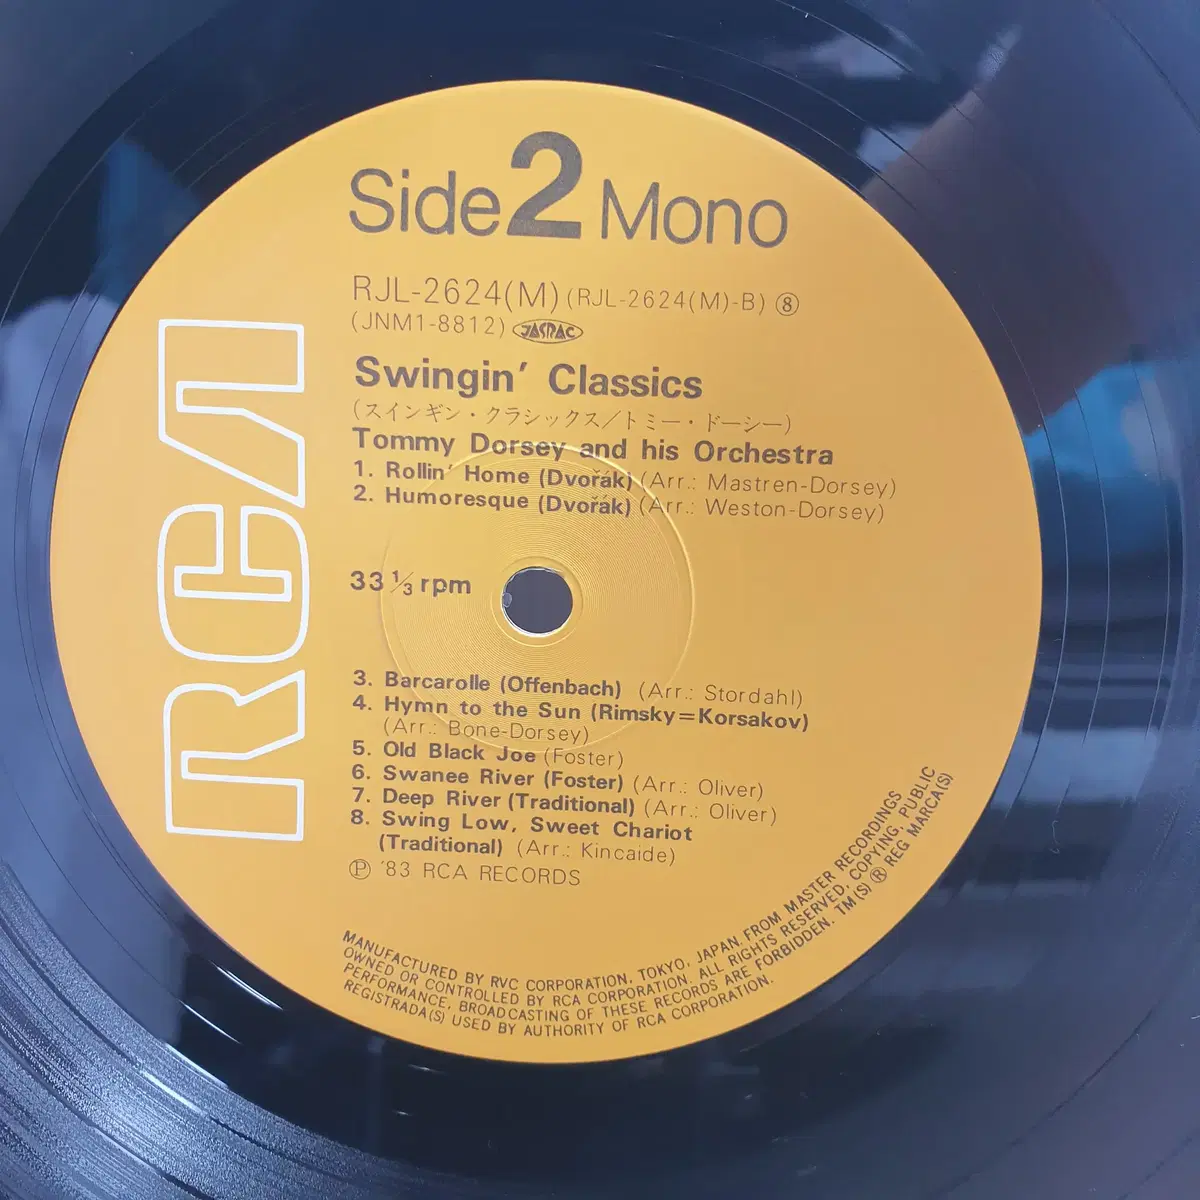 Side 2 Mono
RJL-2624(M) (RJL-2624(M)-B) ⑧
(JNM1-8812) JASRAC
Swingin' Classics
(スインギン・クラシックス/トミー・ドーシー)
Tommy Dorsey and his Orchestra
1. Rollin' Home (Dvořák) (Arr.: Mastren-Dorsey)
2. Humoresque (Dvořák) (Arr.: Weston-Dorsey)
33 1/3 rpm
RCA
3. Barcarolle (Offenbach) (Arr.: Stordahl)
4. Hymn to the Sun (Rimsky=Korsakov)
(Arr.: Bone-Dorsey)
5. Old Black Joe (Foster)
6. Swanee River (Foster) (Arr.: Oliver)
7. Deep River (Traditional) (Arr.: Oliver)
8. Swing Low, Sweet Chariot
(Traditional) (Arr.: Kincaide)
Ⓟ '83 RCA RECORDS
MANUFACTURED BY RVC CORPORATION, TOKYO, JAPAN, FROM MASTER RECORDINGS
OWNED OR CONTROLLED BY RCA CORPORATION. ALL RIGHTS RESERVED, COPYING, PUBLIC
PERFORMANCE, BROADCASTING OF THESE RECORDS ARE FORBIDDEN. TM(S) ® REG MARCA(S)
REGISTRADA(S) USED BY AUTHORITY OF RCA CORPORATION.